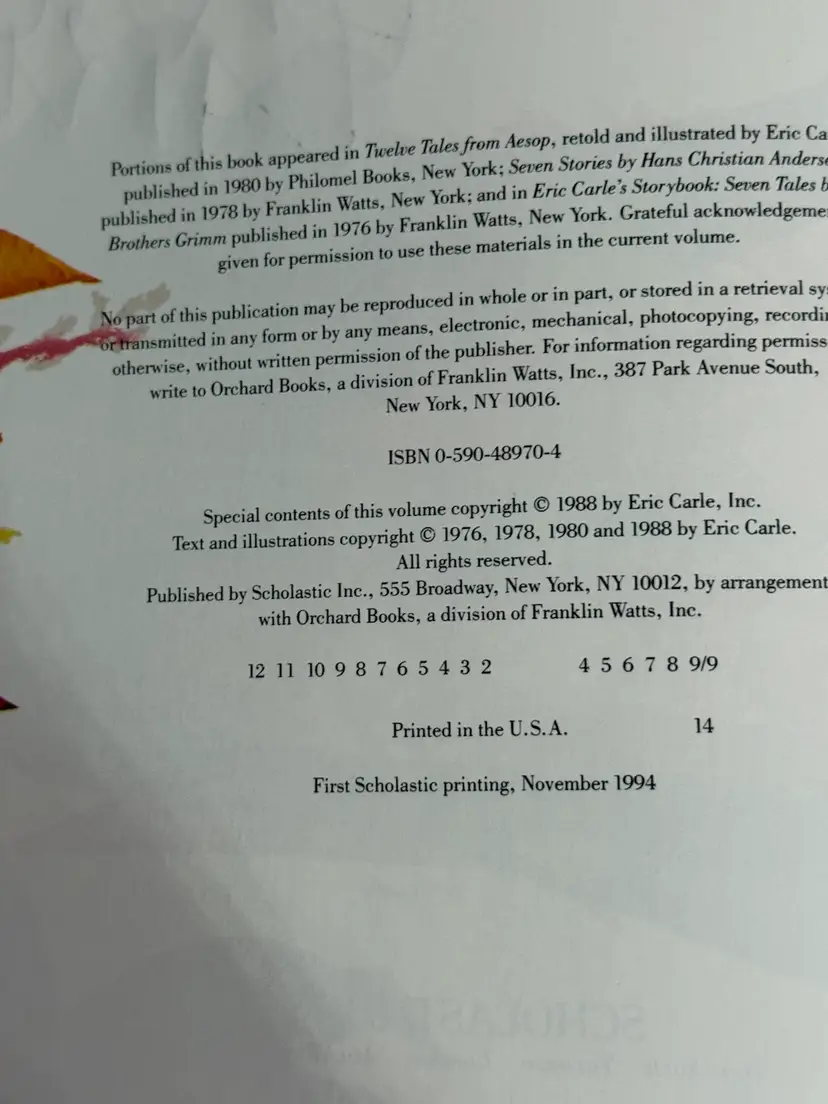 Portions of this book appeared in Twelve Tales from Aesop, retold and illustrated by Eric Ca
published in 1980 by Philomel Books, New York; Seven Stories by Hans Christian Anderse
published in 1978 by Franklin Watts, New York; and in Eric Carle's Storybook: Seven Tales b
Brothers Grimm published in 1976 by Franklin Watts, New York. Grateful acknowledgeme
given for permission to use these materials in the current volume.
No part of this publication may be reproduced in whole or in part, or stored in a retrieval sy
or transmitted in any form or by any means, electronic, mechanical, photocopying, recordi
otherwise, without written permission of the publisher. For information regarding permiss
write to Orchard Books, a division of Franklin Watts, Inc., 387 Park Avenue South,
New York, NY 10016.
ISBN 0-590-48970-4
Special contents of this volume copyright © 1988 by Eric Carle, Inc.
Text and illustrations copyright © 1976, 1978, 1980 and 1988 by Eric Carle.
All rights reserved.
Published by Scholastic Inc., 555 Broadway, New York, NY 10012, by arrangement
with Orchard Books, a division of Franklin Watts, Inc.
12 11 10 9 8 7 6 5 4 3 2 4 5 6 7 8 9/9
Printed in the U.S.A. 14
First Scholastic printing, November 1994